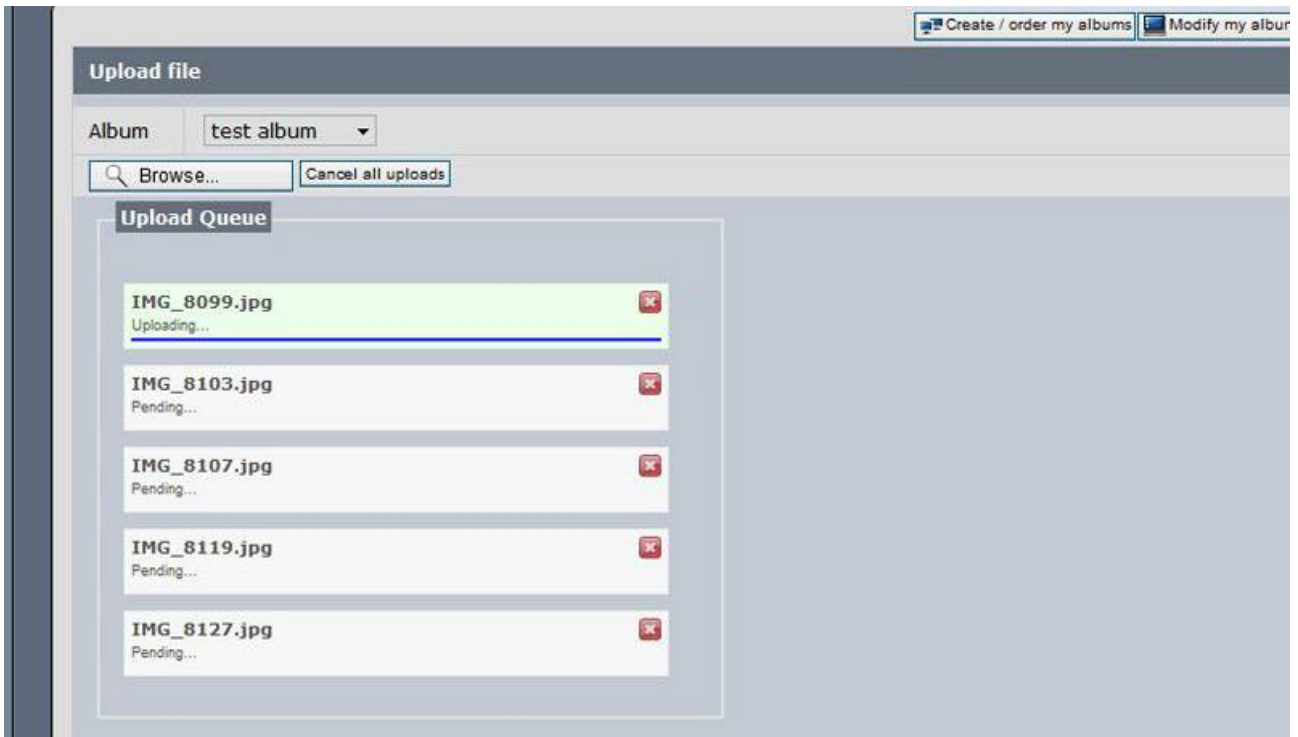 Create / order my albums Modify my
Upload file
Album test album
Browse... Cancel all uploads
Upload Queue
IMG_8099.jpg
Uploading...
IMG_8103.jpg
Pending...
IMG_8107.jpg
Pending...
IMG_8119.jpg
Pending...
IMG_8127.jpg
Pending...